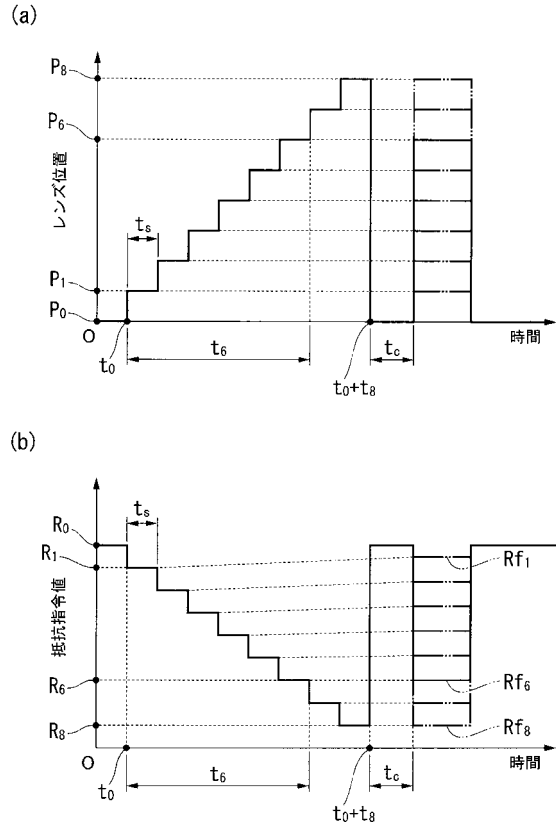 (a)
P8
P6
レンズ位置
ts
P1
P0
O
t0
t6
t0+t8
tc
時間
(b)
R0
ts
R1
Rf1
抵抗指令値
R6
Rf6
R8
Rf8
O
時間
t0
t6
t0+t8
tc